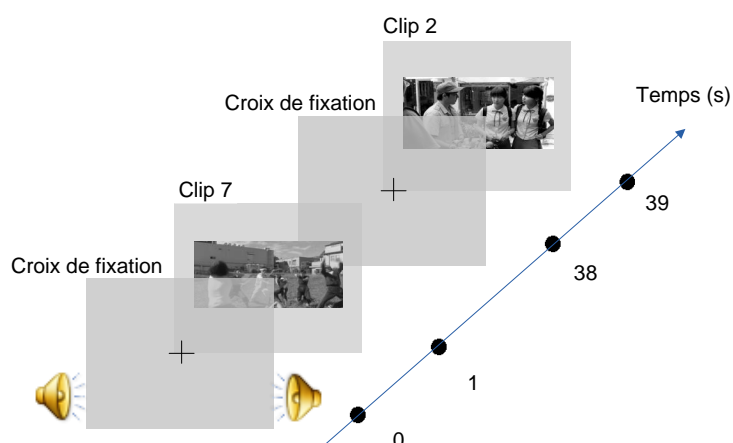 Clip 2
Croix de fixation
Temps (s)
Clip 7
39
Croix de fixation
38
1
0